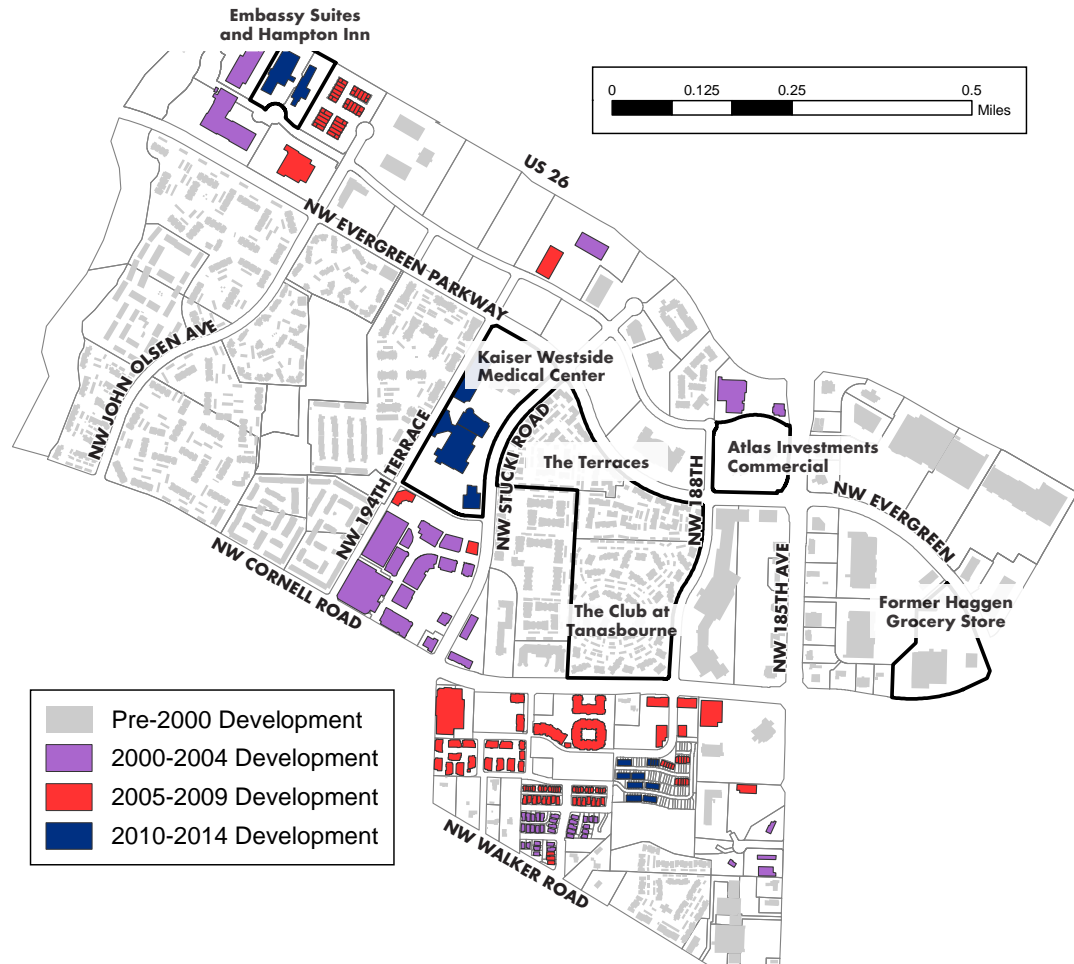 Embassy Suites
and Hampton Inn
0 0.125 0.25 0.5
Miles
US 26
NW EVERGREEN PARKWAY
NW JOHN OLSEN AVE
Kaiser Westside
Medical Center
NW STUCKI ROAD
NW 194TH TERRACE
The Terraces
NW 188TH
Atlas Investments
Commercial
NW EVERGREEN
NW CORNELL ROAD
NW 185TH AVE
The Club at
Tanasbourne
Former Haggen
Grocery Store
Pre-2000 Development
2000-2004 Development
2005-2009 Development
2010-2014 Development
NW WALKER ROAD